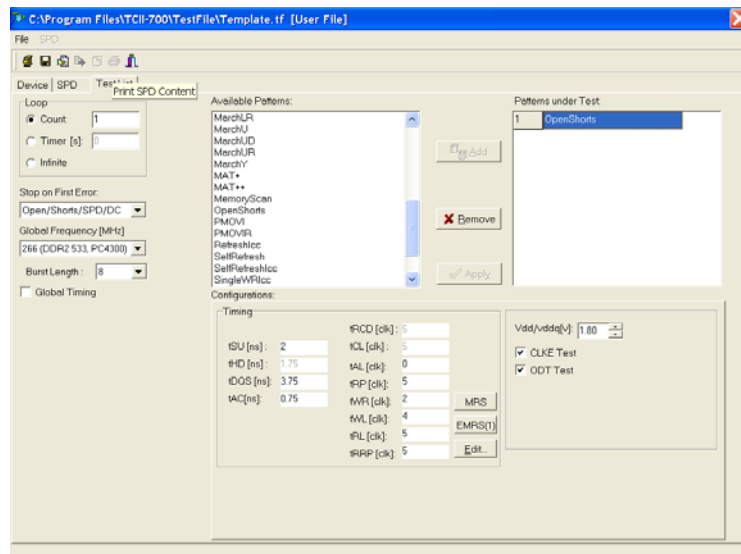 C:\Program Files\TCII-700\TestFile\Template.tf [User File]
File SPD
Device SPD
Print SPD Content
Loop
Count 1
Timer [s]: 0
Infinite
Stop on First Error:
Open/Shorts/SPD/DC
Global Frequency [MHz]
266 (DDR2 533, PC4300)
Burst Length : 8
Global Timing
Available Patterns:
MarchLR
MarchU
MarchUD
MarchUR
MarchY
MAT+
MAT++
MemoryScan
OpenShorts
PMOVI
PMOVIR
RefreshIcc
SelfRefresh
SelfRefreshIcc
SingleWRIcc
Add
Remove
Apply
Patterns under Test:
1 OpenShorts
Configurations:
Timing
tSU [ns] : 2
tHD [ns] : 1.75
tDQS [ns]: 3.75
tAC[ns]: 0.75
tRCD [clk] : 5
tCL [clk] : 5
tAL [clk]: 0
tRP [clk]: 5
tWR [clk]: 2
tWL [clk]: 4
tRL [clk]: 5
tRRP [clk]: 5
MRS
EMRS(1)
Edit...
Vdd/vddq[v]: 1.80
CLKE Test
ODT Test